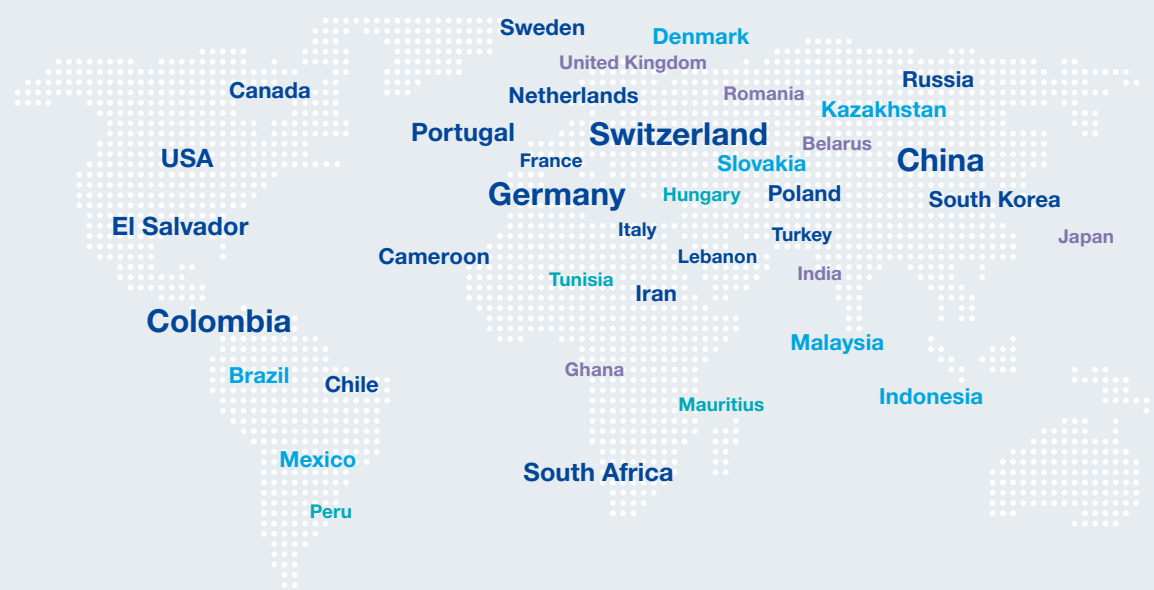 Sweden
Denmark
United Kingdom
Russia
Canada
Netherlands
Romania
Kazakhstan
Portugal
Switzerland
Belarus
USA
France
Slovakia
China
Germany
Hungary
Poland
South Korea
El Salvador
Italy
Turkey
Japan
Cameroon
Lebanon
Tunisia
India
Iran
Colombia
Malaysia
Ghana
Brazil
Chile
Mauritius
Indonesia
Mexico
South Africa
Peru